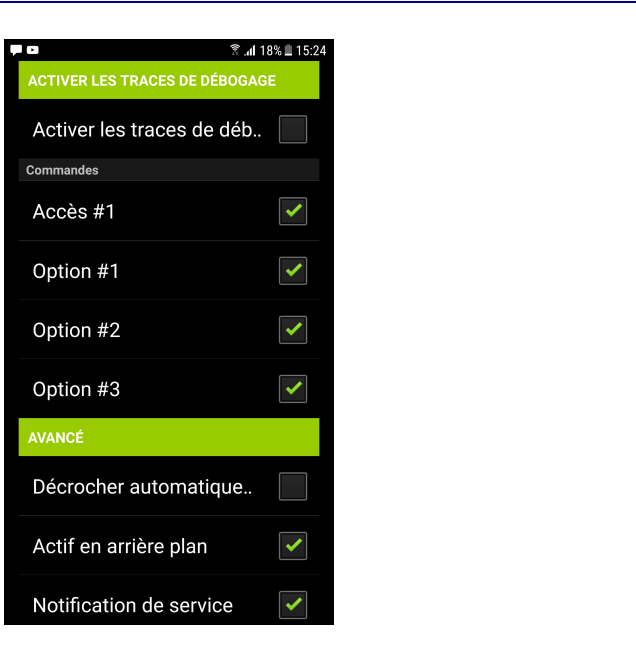 18% 15:24
ACTIVER LES TRACES DE DÉBOGAGE
Activer les traces de déb..
Commandes
Accès #1
Option #1
Option #2
Option #3
AVANCÉ
Décrocher automatique..
Actif en arrière plan
Notification de service